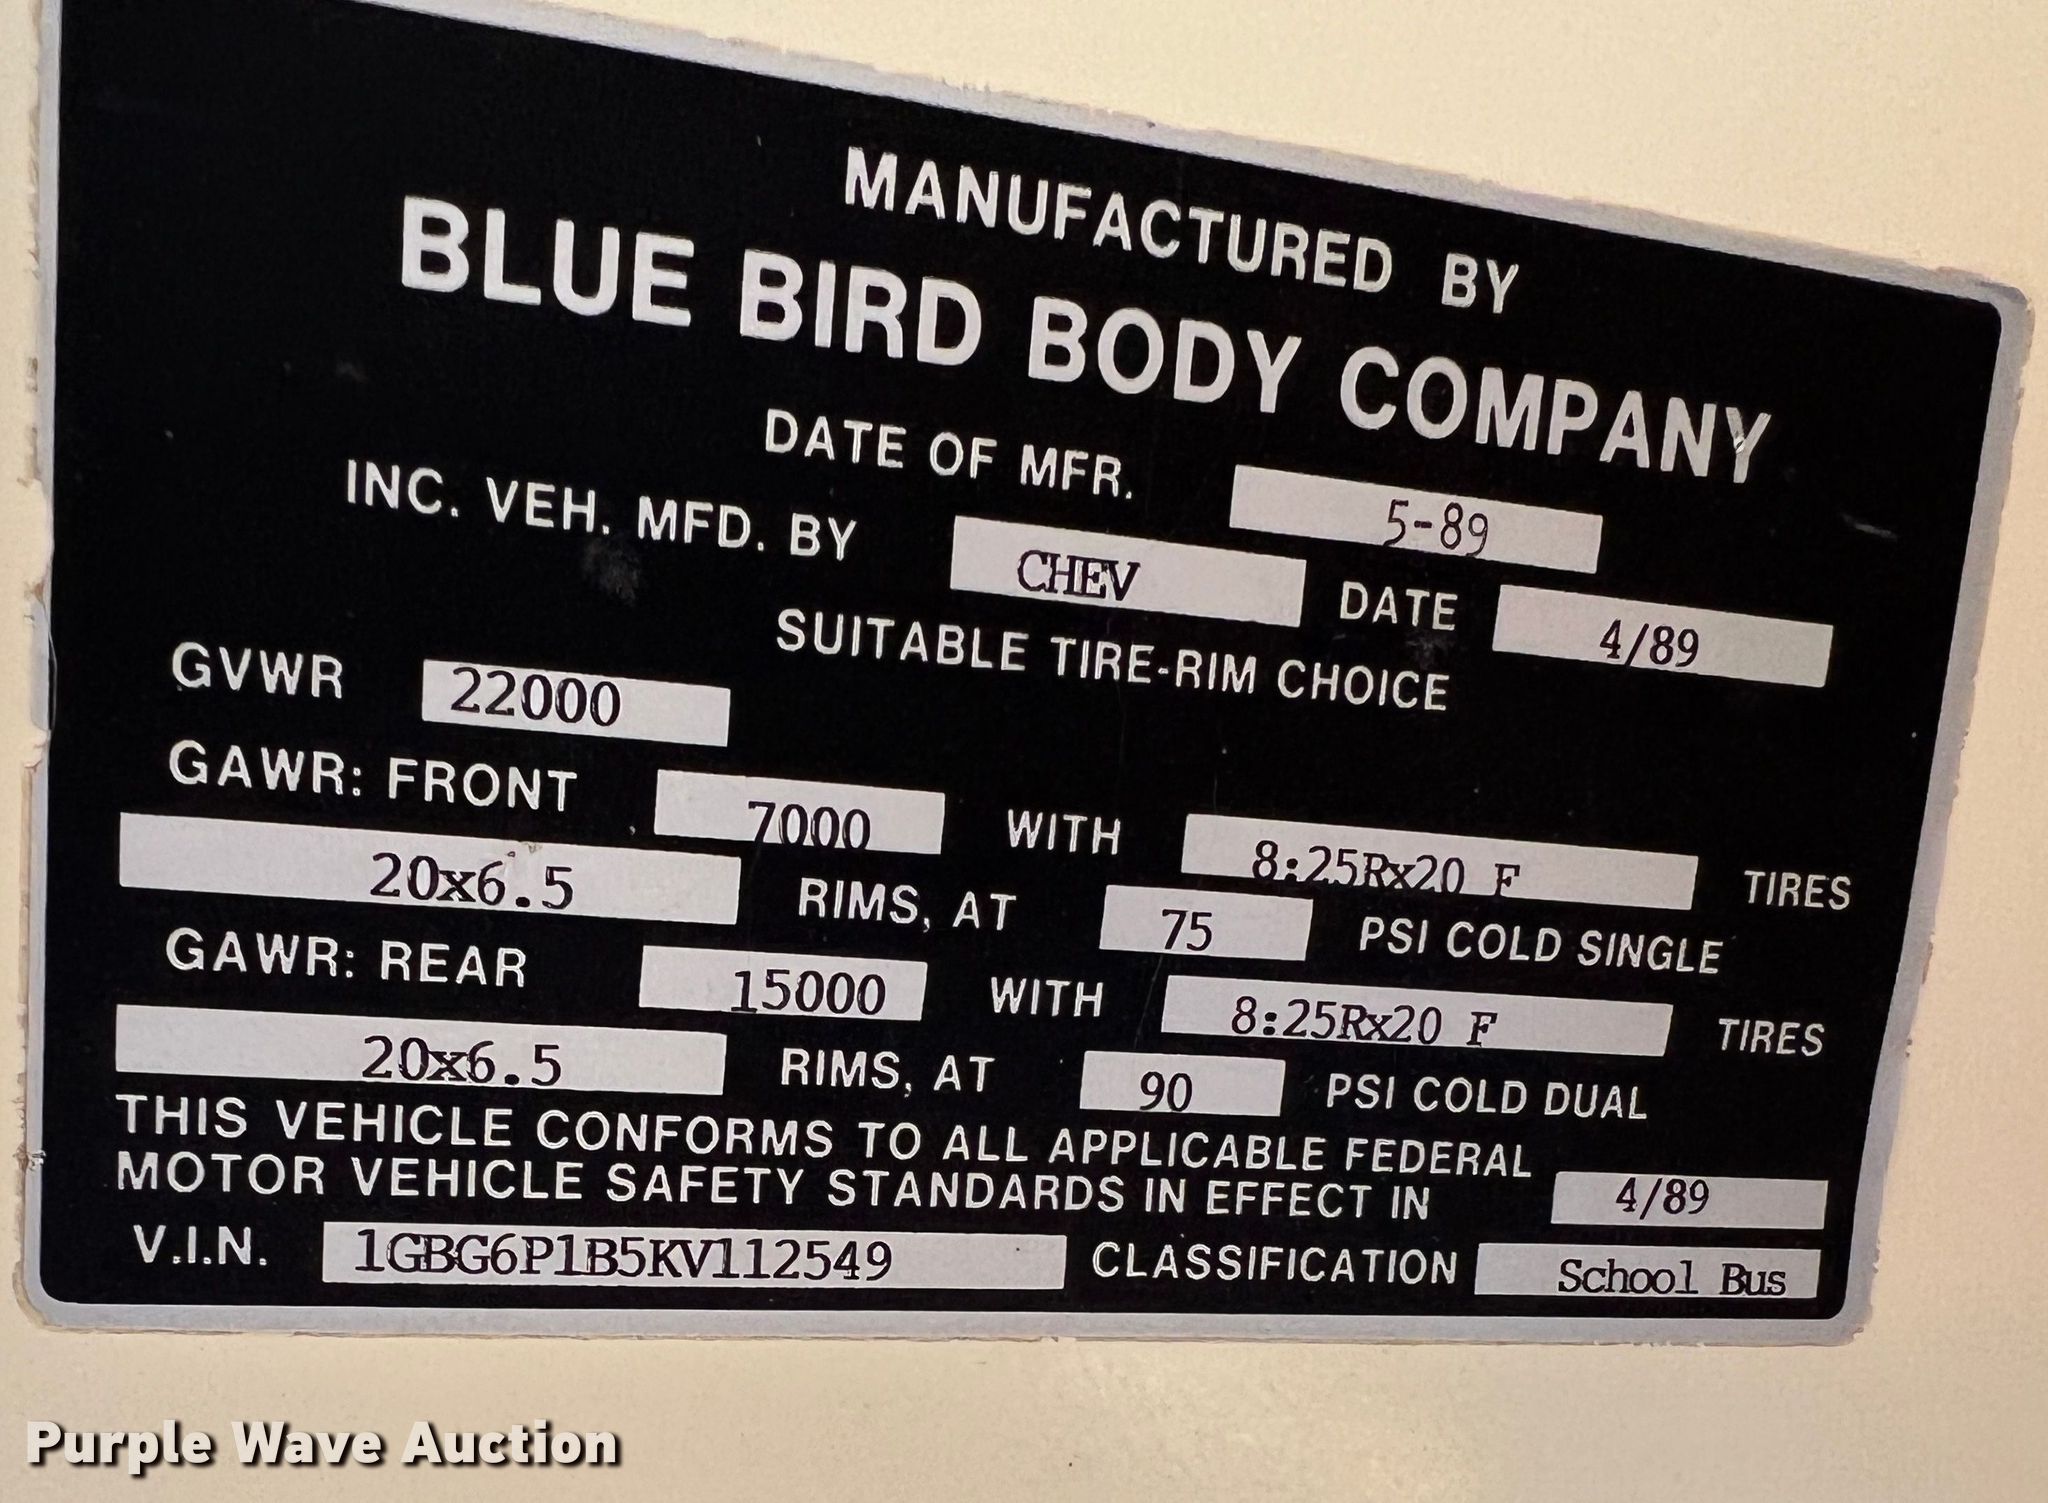 MANUFACTURED BY
BLUE BIRD BODY COMPANY
DATE OF MFR. 5-89
INC. VEH. MFD. BY CHEV DATE 4/89
SUITABLE TIRE-RIM CHOICE
GVWR 22000
GAWR: FRONT 7000 WITH 8:25Rx20 F TIRES
20x6.5 RIMS, AT 75 PSI COLD SINGLE
GAWR: REAR 15000 WITH 8:25Rx20 F TIRES
20x6.5 RIMS, AT 90 PSI COLD DUAL
THIS VEHICLE CONFORMS TO ALL APPLICABLE FEDERAL
MOTOR VEHICLE SAFETY STANDARDS IN EFFECT IN 4/89
V.I.N. 1GBG6P1B5KV112549 CLASSIFICATION School Bus
Purple Wave Auction